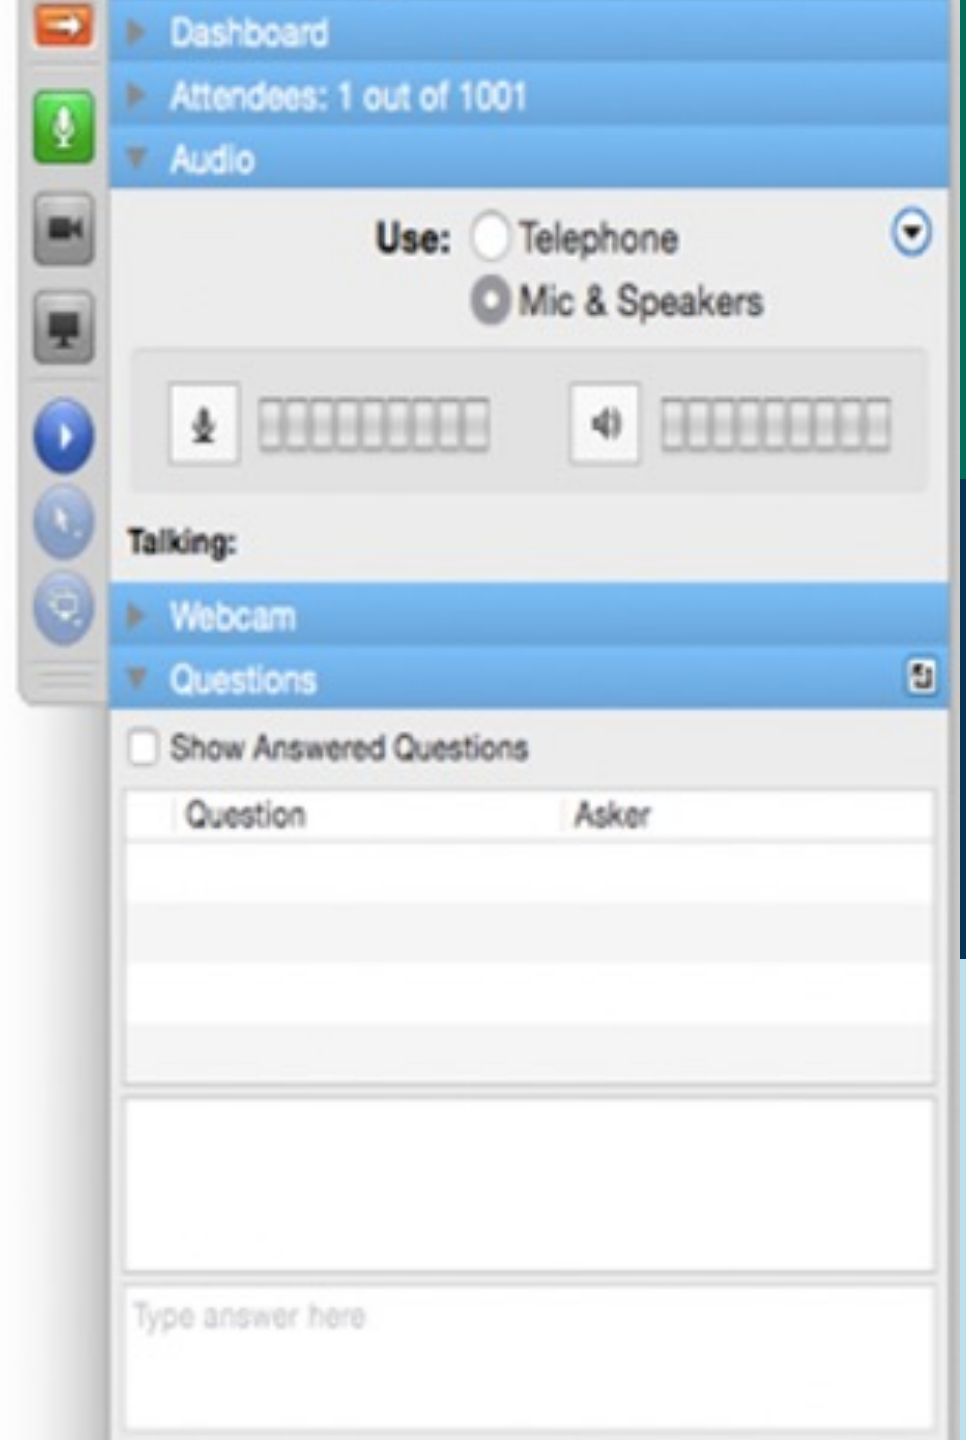 Dashboard
Attendees: 1 out of 1001
Audio
Use: Telephone
Mic & Speakers
Talking:
Webcam
Questions
Show Answered Questions
Question Asker
Type answer here